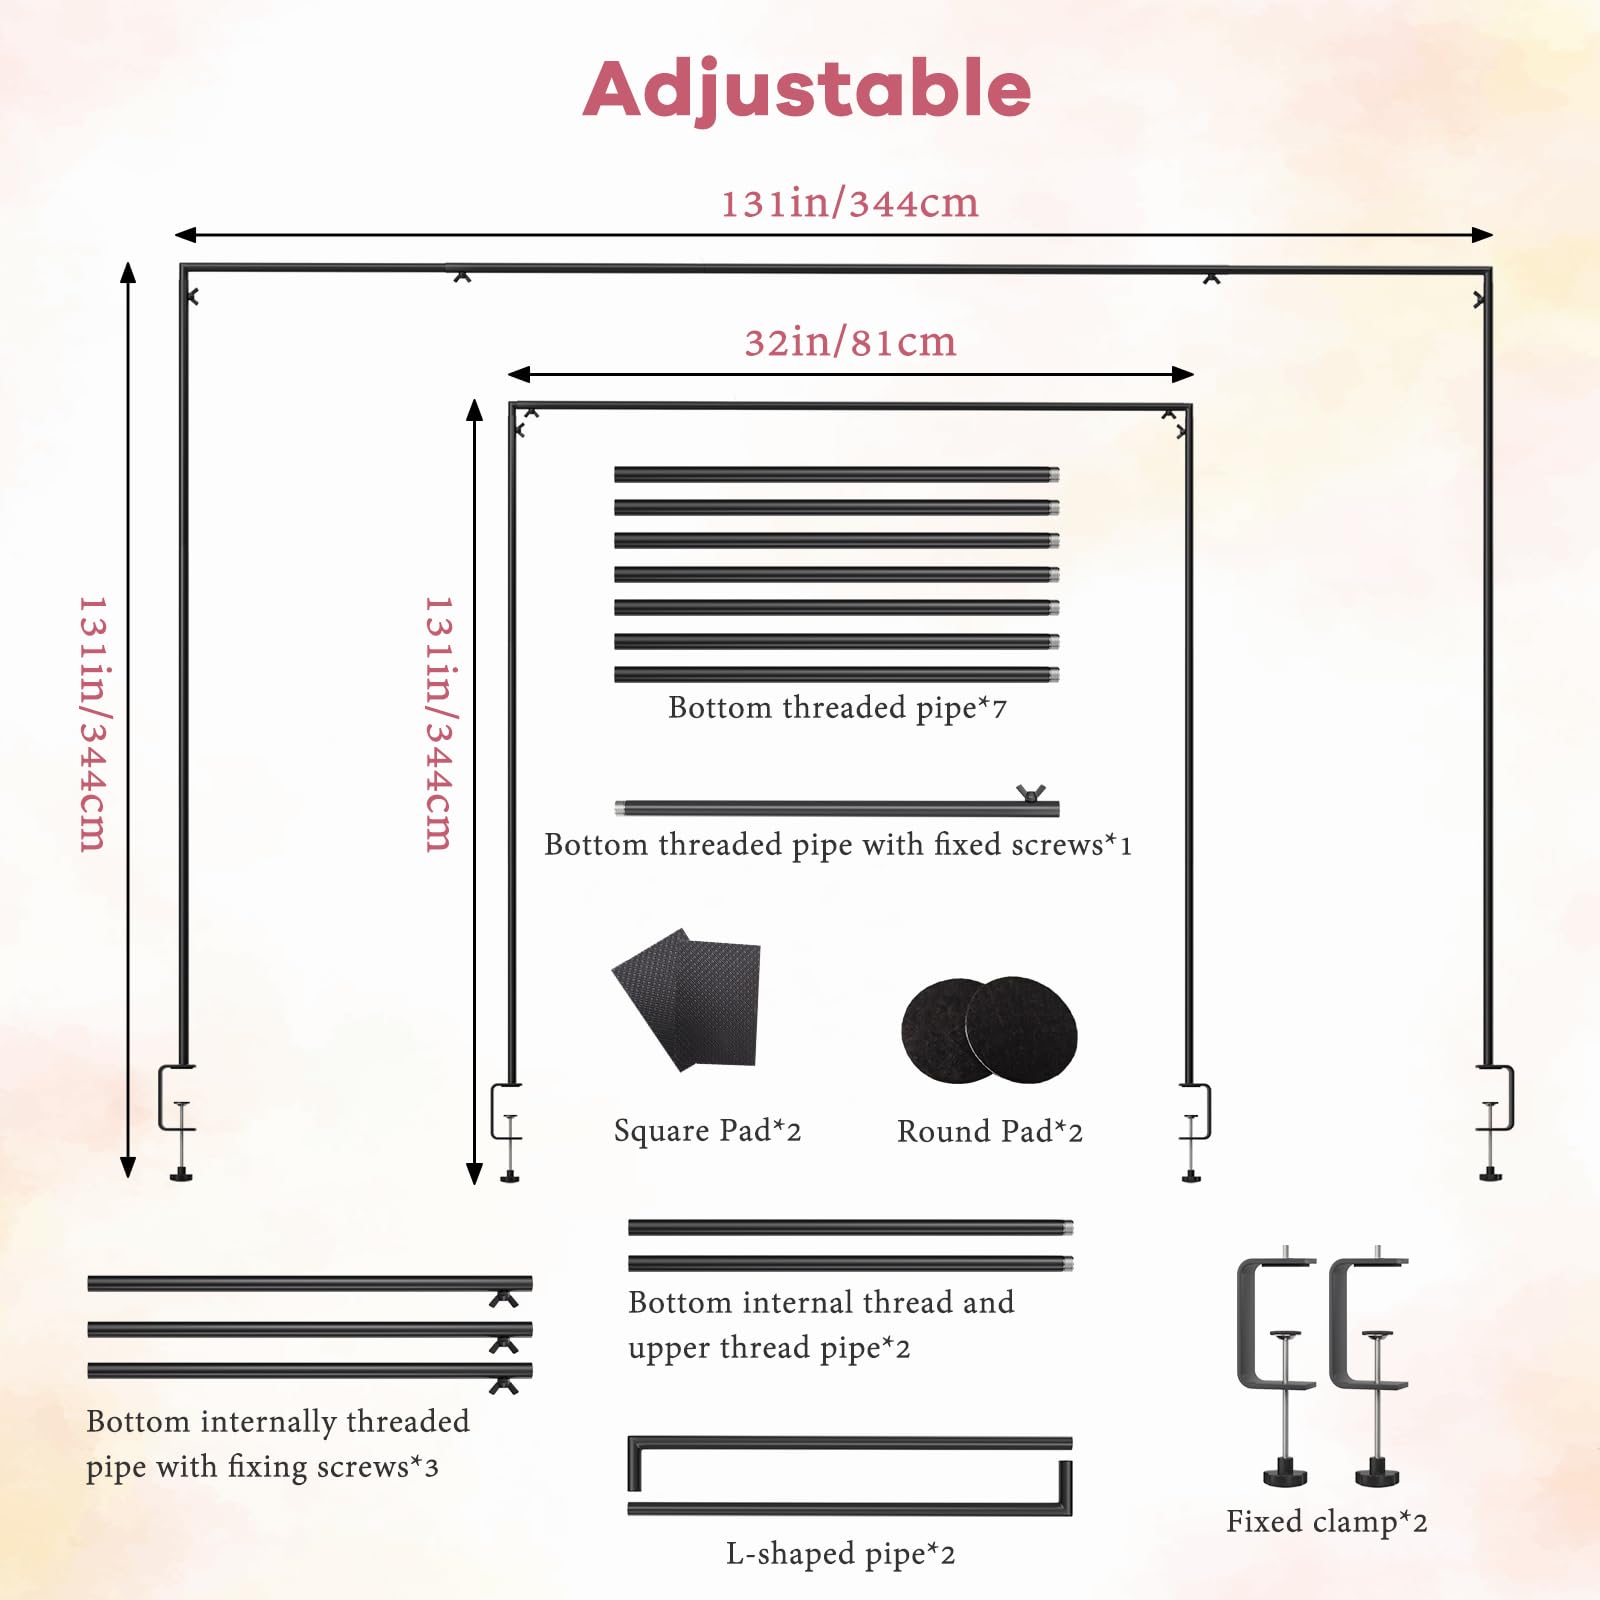 Adjustable
131in/344cm
32in/81cm
131in/344cm
131in/344cm
Bottom threaded pipe*7
Bottom threaded pipe with fixed screws*1
Square Pad*2
Round Pad*2
Bottom internally threaded
pipe with fixing screws*3
Bottom internal thread and
upper thread pipe*2
L-shaped pipe*2
Fixed clamp*2